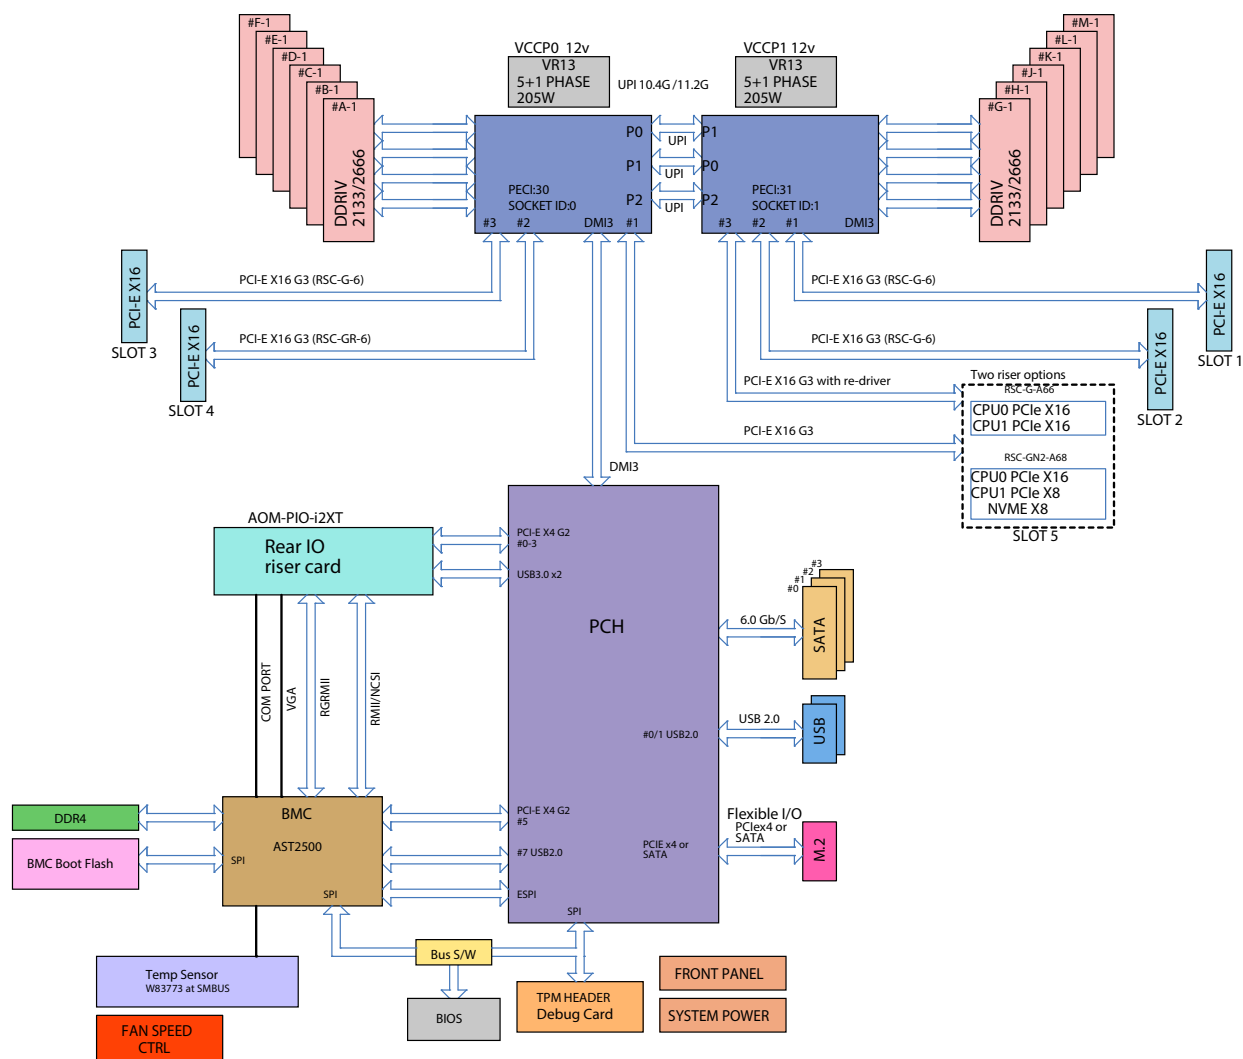 #F-1
#E-1
#D-1
#C-1
#B-1
#A-1
DDRIV
2133/2666
VCCP0 12v
VR13
5+1 PHASE
205W
UPI 10.4G /11.2G
VCCP1 12v
VR13
5+1 PHASE
205W
#M-1
#L-1
#K-1
#J-1
#H-1
#G-1
DDRIV
2133/2666
P0
P1
P2
PECI:30
SOCKET ID:0
#3
#2
DMI3
#1
UPI
UPI
UPI
P1
P0
P2
PECI:31
SOCKET ID:1
#3
#2
#1
DMI3
PCI-E X16
SLOT 3
PCI-E X16 G3 (RSC-G-6)
PCI-E X16
SLOT 4
PCI-E X16 G3 (RSC-GR-6)
PCI-E X16 G3 (RSC-G-6)
PCI-E X16
SLOT 1
PCI-E X16 G3 (RSC-G-6)
PCI-E X16
SLOT 2
PCI-E X16 G3 with re-driver
PCI-E X16 G3
Two riser options
RSC-G-A66
CPU0 PCIe X16
CPU1 PCIe X16
RSC-GN2-A68
CPU0 PCIe X16
CPU1 PCIe X8
NVME X8
SLOT 5
DMI3
AOM-PIO-i2XT
Rear IO
riser card
PCI-E X4 G2
#0-3
USB3.0 x2
PCH
6.0 Gb/S
#0
#1
#2
#3
SATA
#0/1 USB2.0
USB 2.0
USB
COM PORT
VGA
RGRMII
RMII/NCSI
DDR4
BMC Boot Flash
BMC
AST2500
SPI
SPI
PCI-E X4 G2
#5
#7 USB2.0
ESPI
SPI
PCIE x4 or
SATA
Flexible I/O
PCIex4 or
SATA
M.2
Bus S/W
Temp Sensor
W83773 at SMBUS
FAN SPEED
CTRL
BIOS
TPM HEADER
Debug Card
FRONT PANEL
SYSTEM POWER